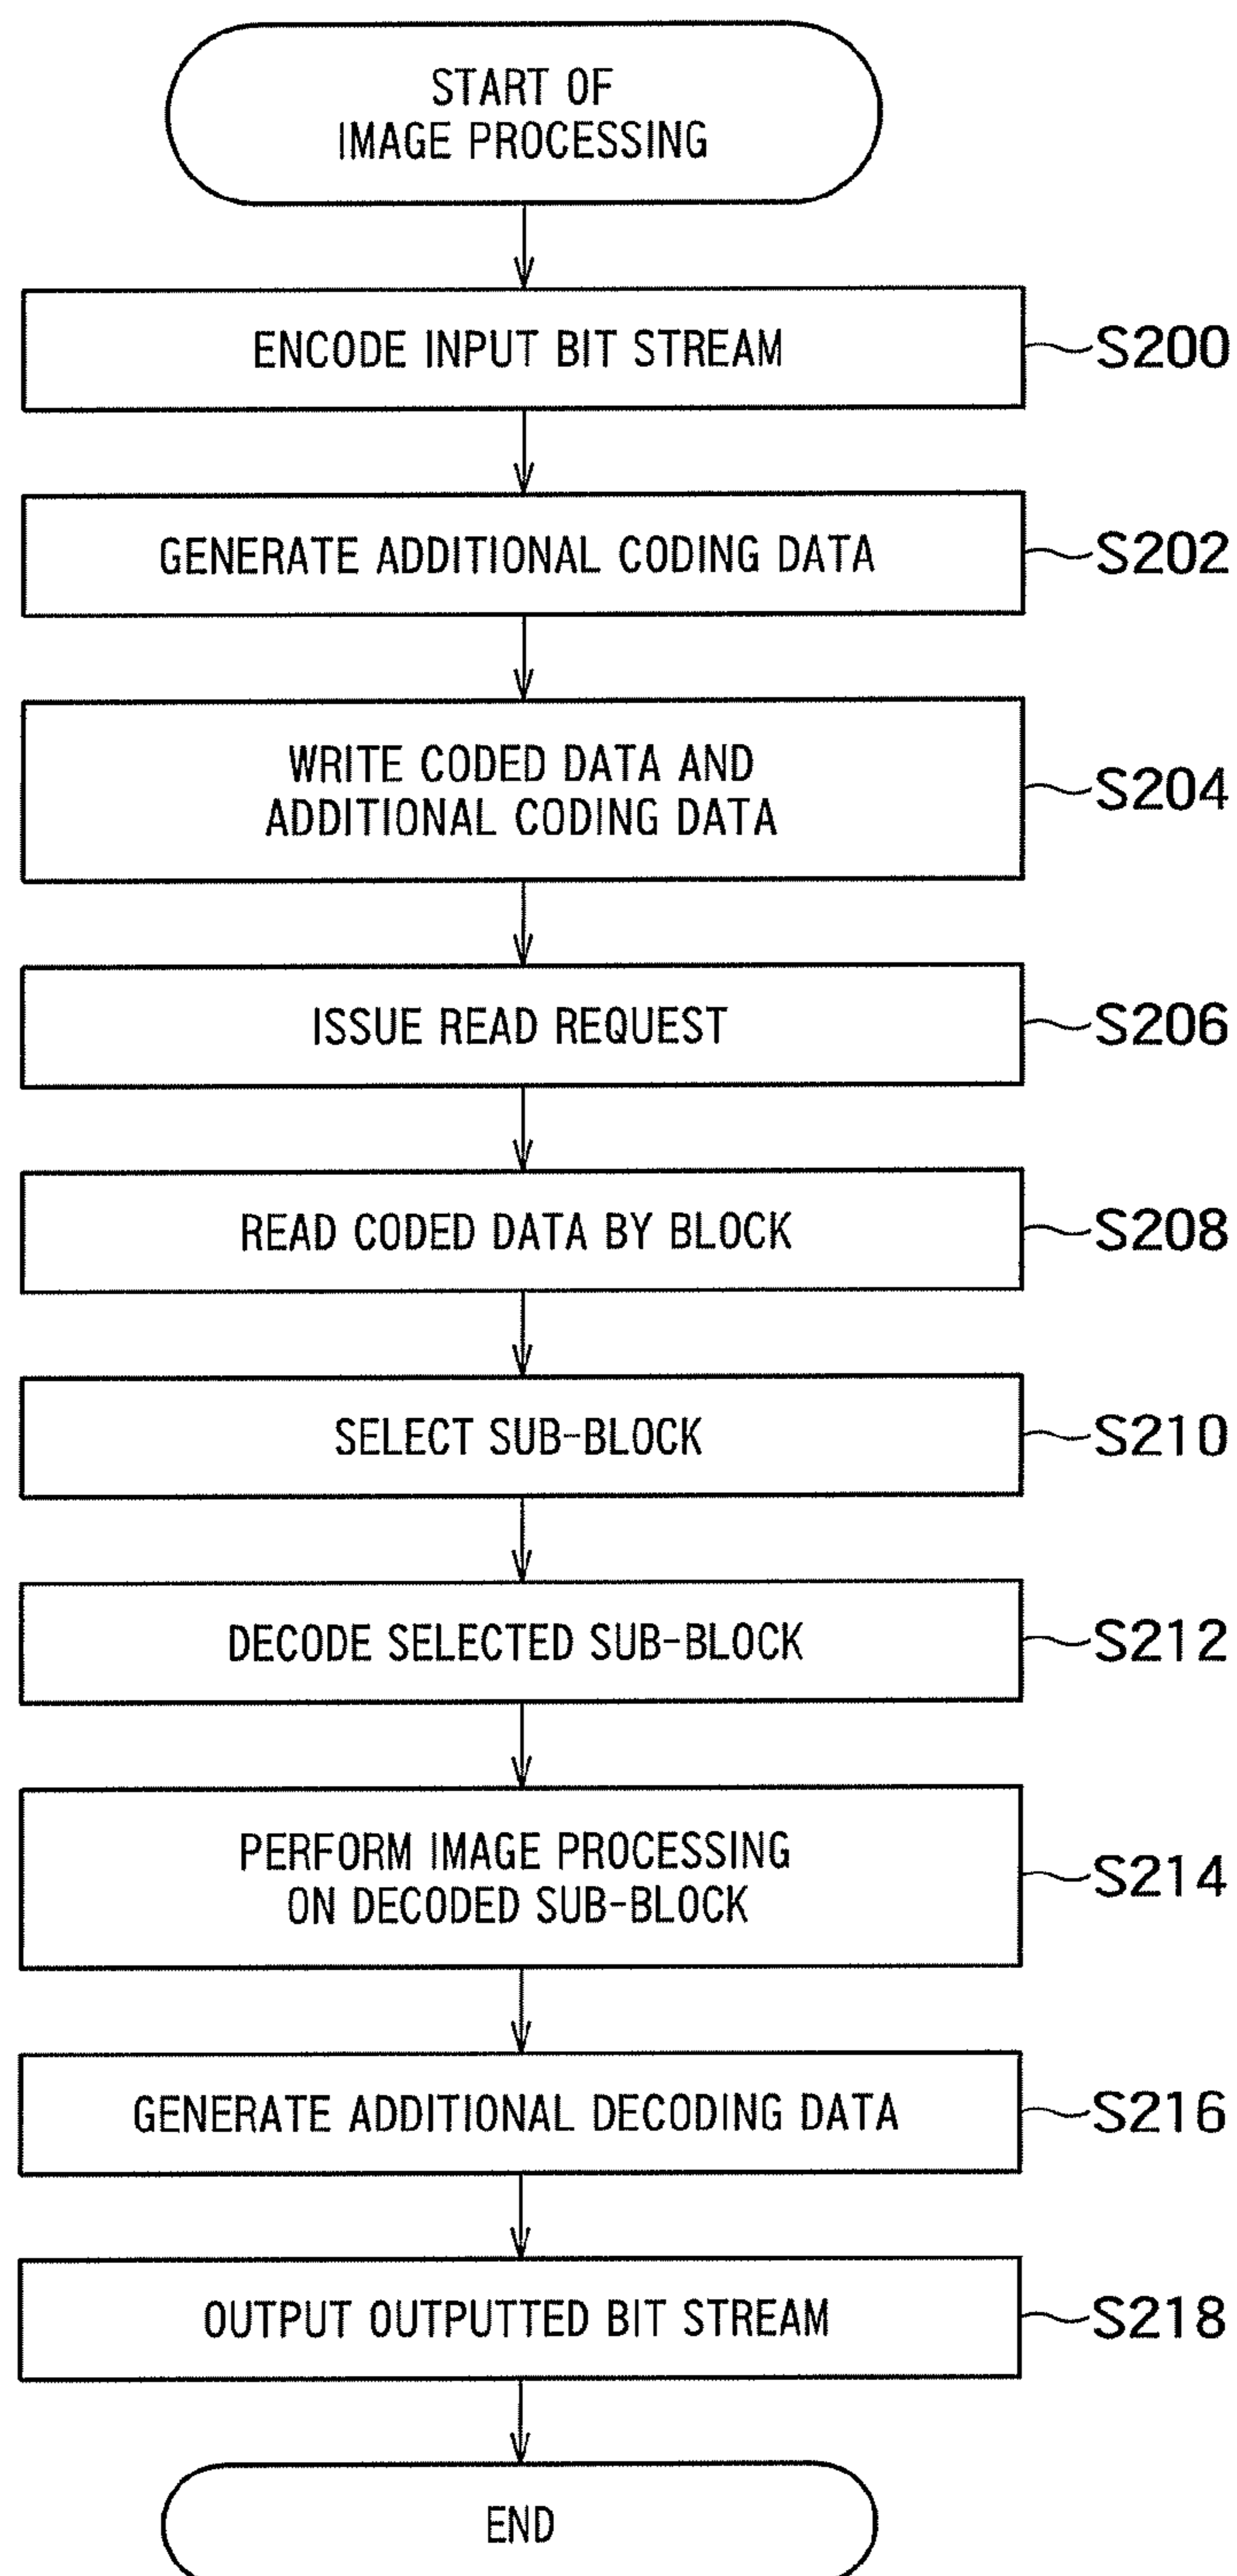 START OF
IMAGE PROCESSING
ENCODE INPUT BIT STREAM
S200
GENERATE ADDITIONAL CODING DATA
S202
WRITE CODED DATA AND
ADDITIONAL CODING DATA
S204
ISSUE READ REQUEST
S206
READ CODED DATA BY BLOCK
S208
SELECT SUB-BLOCK
S210
DECODE SELECTED SUB-BLOCK
S212
PERFORM IMAGE PROCESSING
ON DECODED SUB-BLOCK
S214
GENERATE ADDITIONAL DECODING DATA
S216
OUTPUT OUTPUTTED BIT STREAM
S218
END